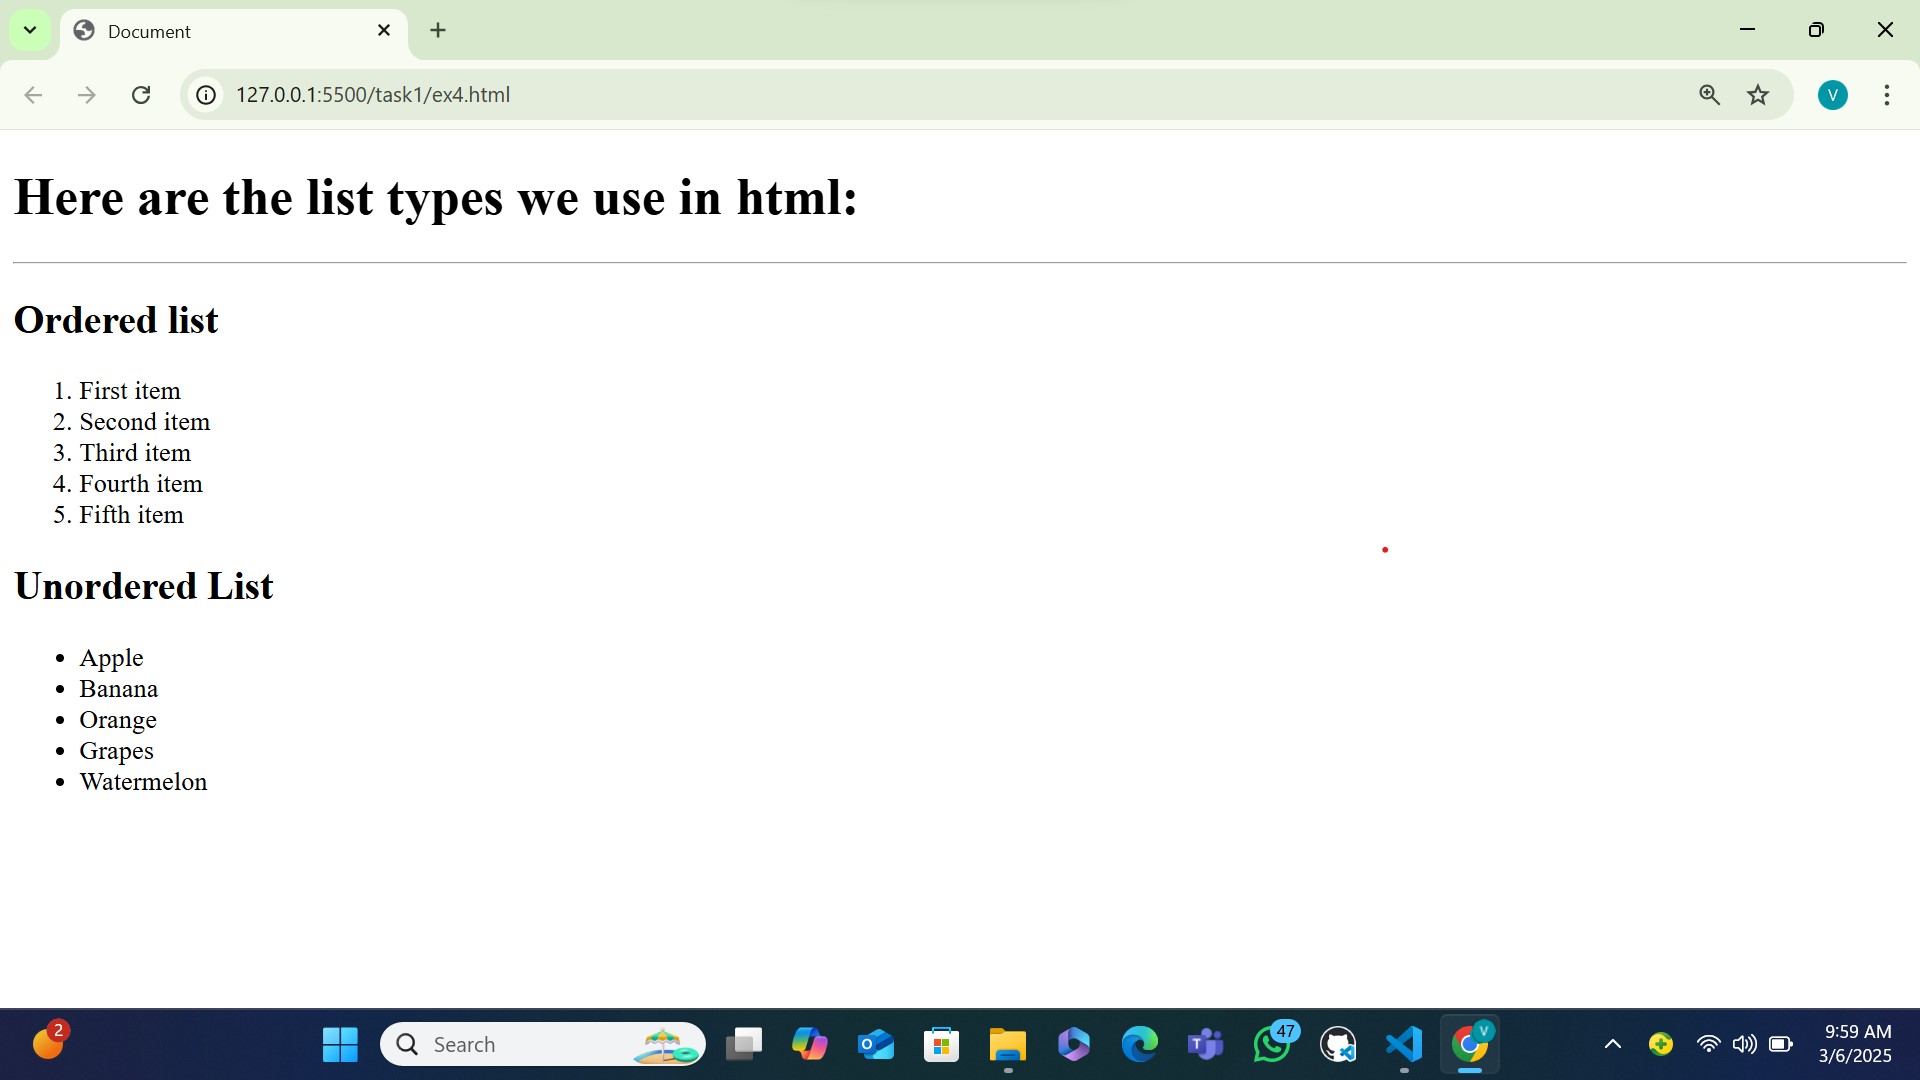 Document
127.0.0.1:5500/task1/ex4.html
V
Here are the list types we use in html:
Ordered list
1. First item
2. Second item
3. Third item
4. Fourth item
5. Fifth item
Unordered List
• Apple
• Banana
• Orange
• Grapes
• Watermelon
2
Search
47
V
9:59 AM
3/6/2025